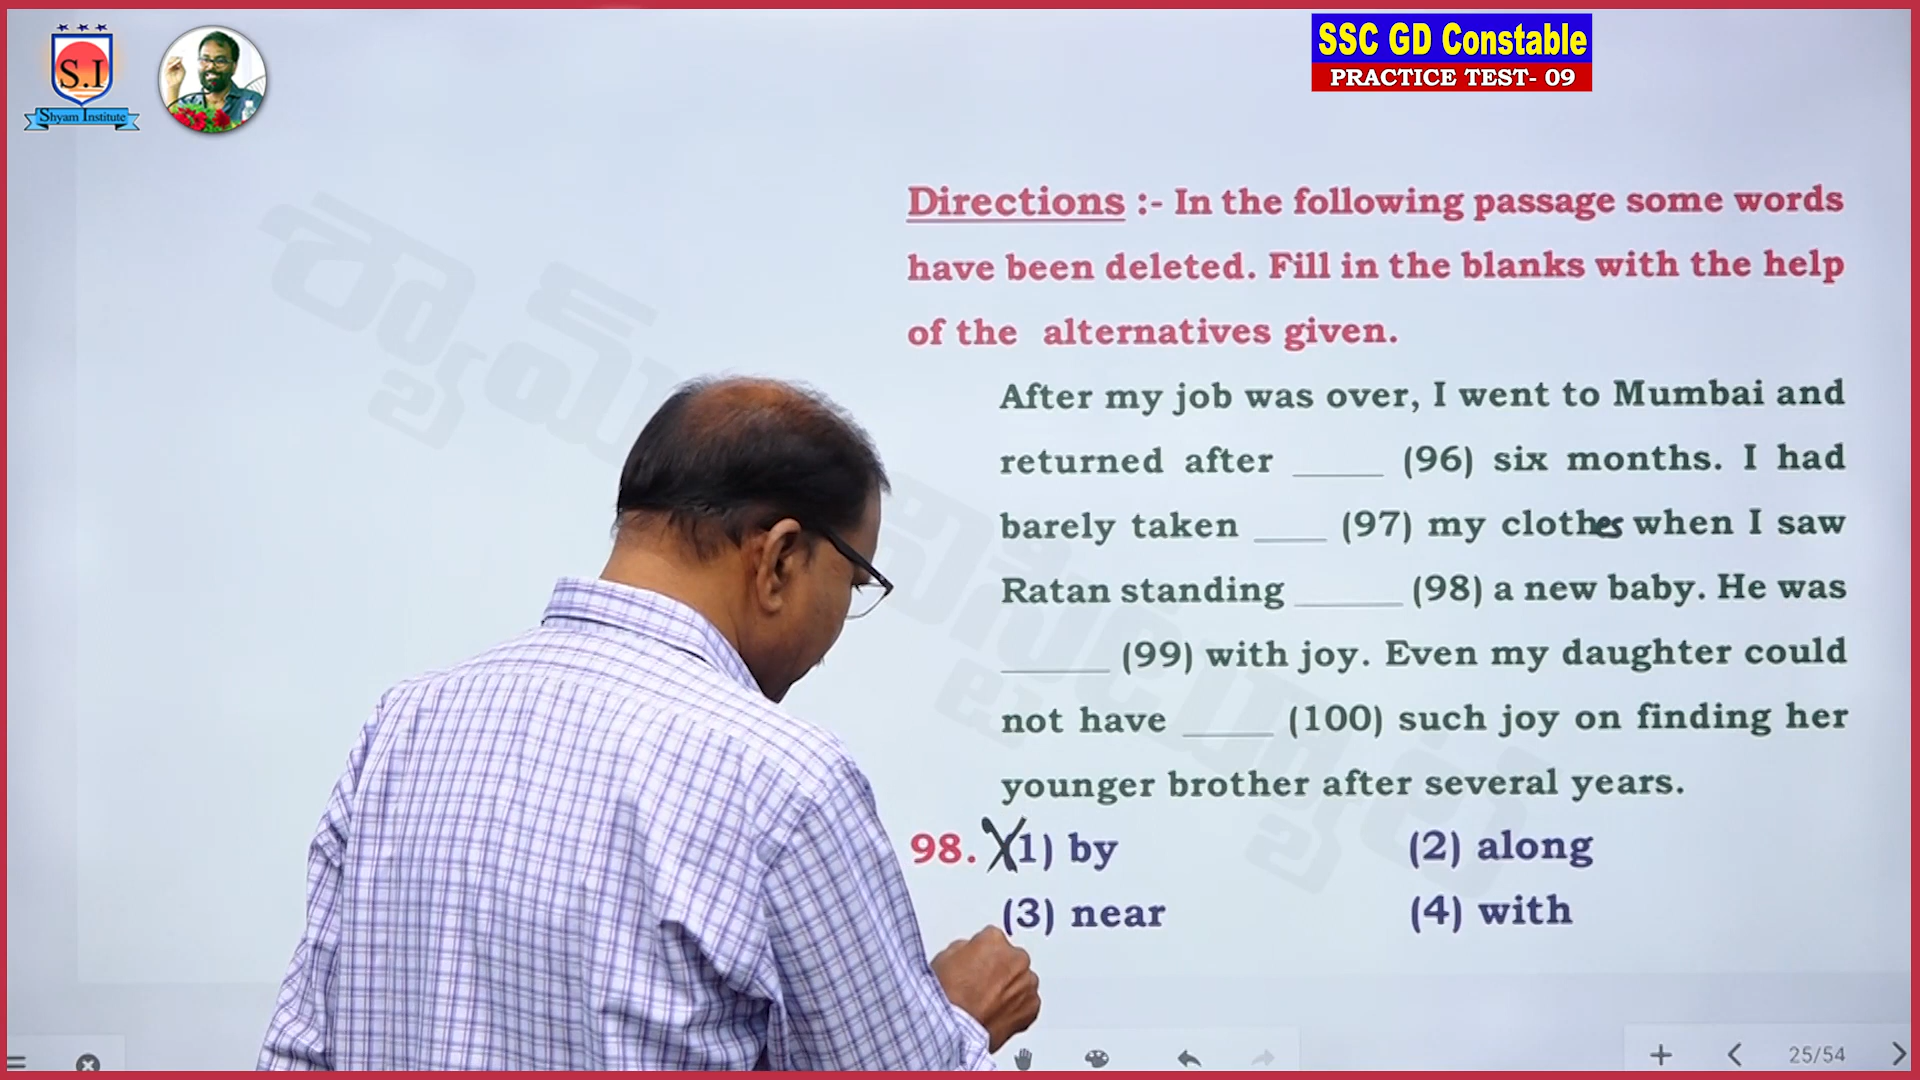 S.I
Shyam Institute
SSC GD Constable
PRACTICE TEST- 09
Directions :- In the following passage some words
have been deleted. Fill in the blanks with the help
of the alternatives given.
After my job was over, I went to Mumbai and
returned after _____ (96) six months. I had
barely taken ____ (97) my clothes when I saw
Ratan standing ______ (98) a new baby. He was
______ (99) with joy. Even my daughter could
not have _____ (100) such joy on finding her
younger brother after several years.
98. (1) by (2) along
(3) near (4) with
25/54